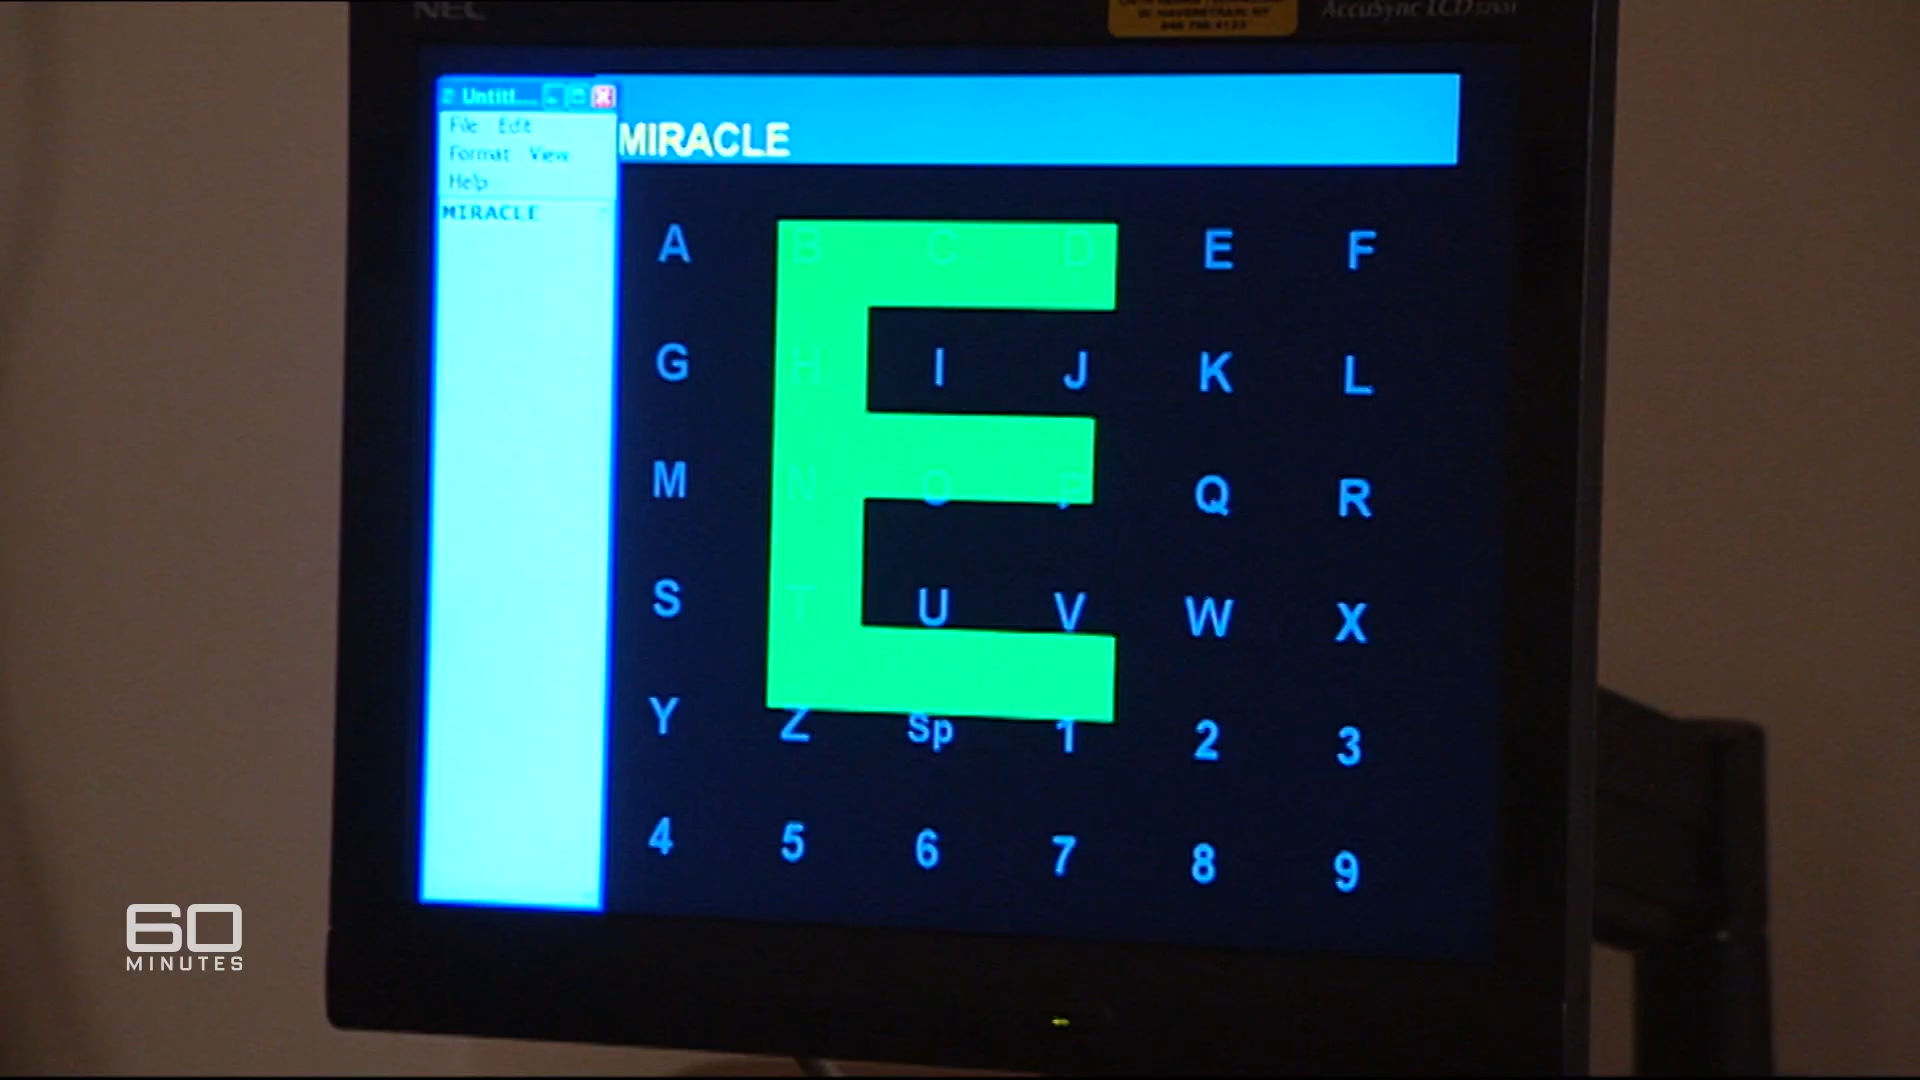 NEC
AccuSync LCD
Untitl...
MIRACLE
File Edit
Format View
Help
MIRACLE
E
A B C D E F
G H I J K L
M N O P Q R
S T U V W X
Y Z Sp 1 2 3
4 5 6 7 8 9
60
MINUTES